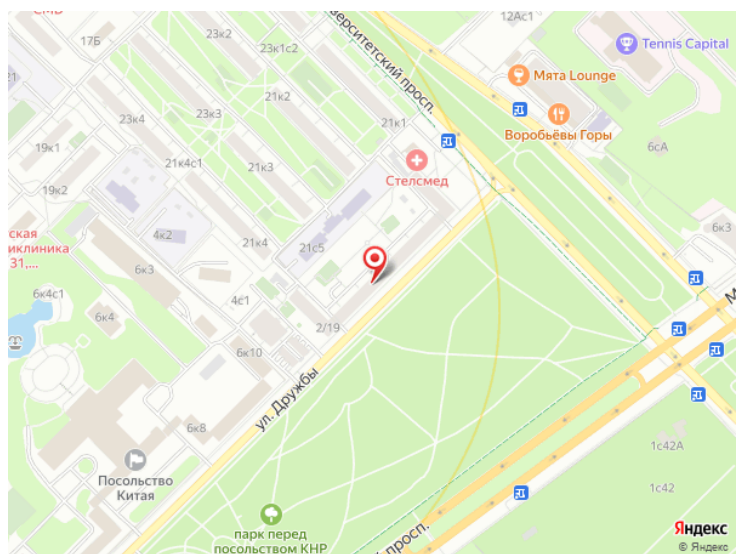 12Ас1
17Б
23к2
23к1с2
верситетский просп.
Tennis Capital
Мята Lounge
21
21к2
23к3
23к4
21к1
Воробьёвы Горы
6сА
19к1
21к4с1
21к3
Стелсмед
19к2
4к2
ская
иклиника
31,...
21к4
21с5
6к3
6к3
6к4с1
4с1
6к4
2/19
6к10
ул. Дружбы
6к8
Посольство
Китая
1с42А
1с42
парк перед
посольством КНР
просп.
Яндекс
© Яндекс